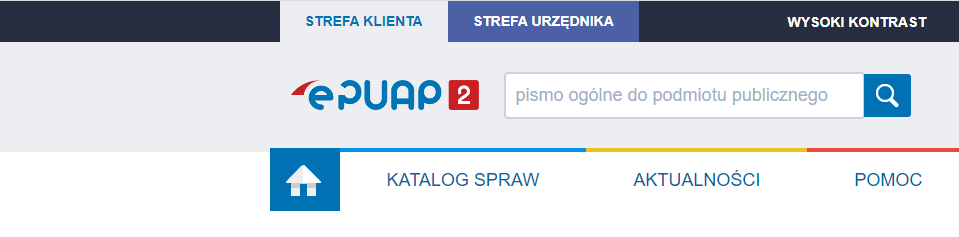 STREFA KLIENTA STREFA URZĘDNIKA WYSOKI KONTRAST
ePUAP 2 pismo ogólne do podmiotu publicznego
KATALOG SPRAW AKTUALNOŚCI POMOC